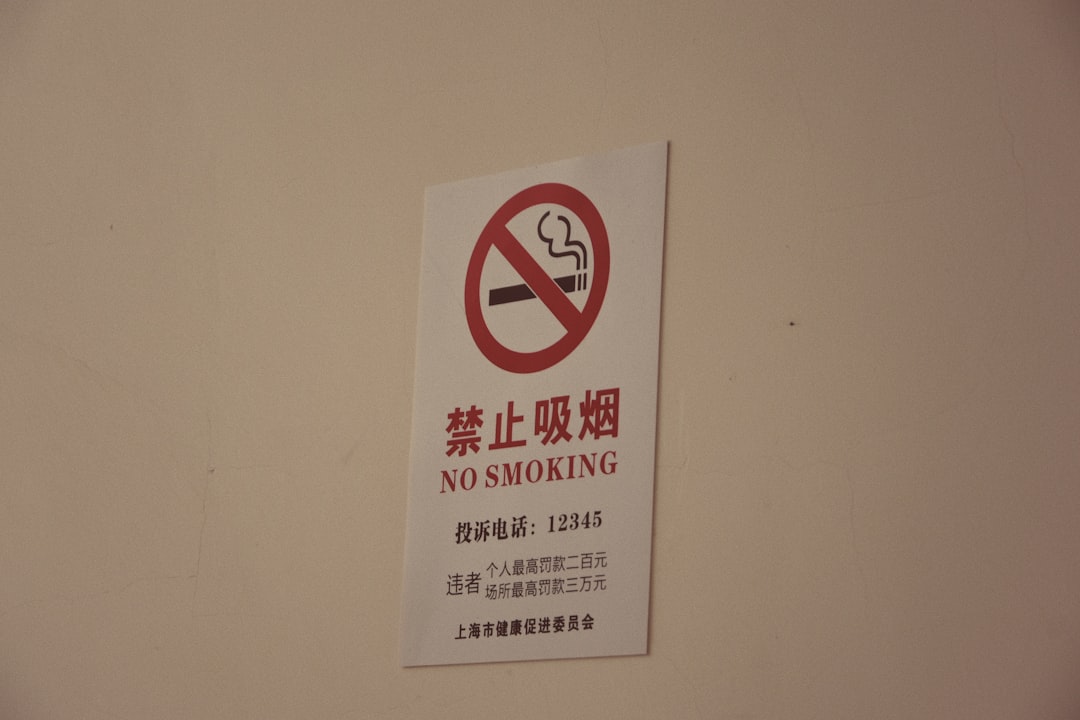 禁止吸烟
NO SMOKING
投诉电话：12345
违者 个人最高罚款二百元
场所最高罚款三万元
上海市健康促进委员会